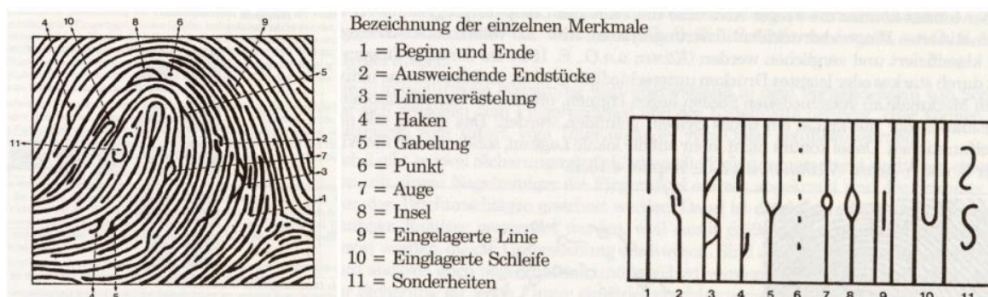 4 10 8 6 9
5
11
2
7
3
1
4 5
Bezeichnung der einzelnen Merkmale
1 = Beginn und Ende
2 = Ausweichende Endstücke
3 = Linienverästelung
4 = Haken
5 = Gabelung
6 = Punkt
7 = Auge
8 = Insel
9 = Eingelagerte Linie
10 = Einglagerte Schleife
11 = Sonderheiten
1 2 3 4 5 6 7 8 9 10 11